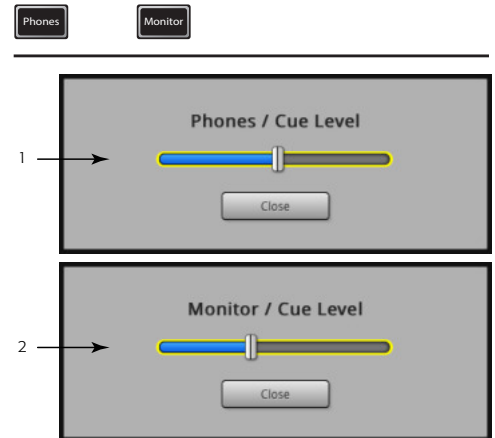 Phones Monitor
Phones / Cue Level
1
Close
Monitor / Cue Level
2
Close